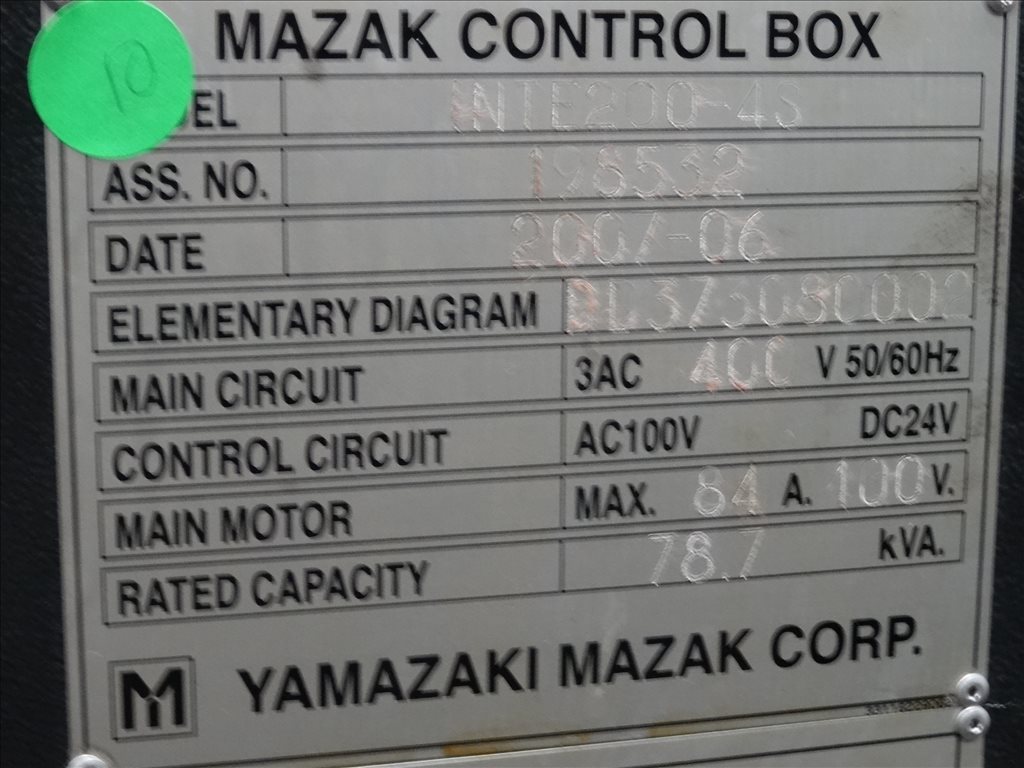 10
MAZAK CONTROL BOX
INTE200-4S
ASS. NO. 198532
DATE 2007-06
ELEMENTARY DIAGRAM
MAIN CIRCUIT 3AC 400 V 50/60Hz
CONTROL CIRCUIT AC100V DC24V
MAIN MOTOR MAX. 84 A. 100 V.
RATED CAPACITY 78.7 kVA.
YAMAZAKI MAZAK CORP.